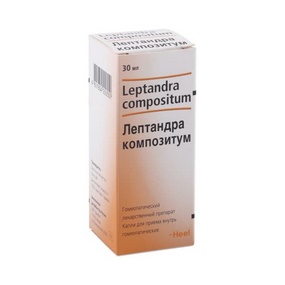 30 мл
Leptandra
compositum
Лептандра
композитум
Гомеопатический
лекарственный препарат
Капли для приема внутрь
гомеопатические
-Heel